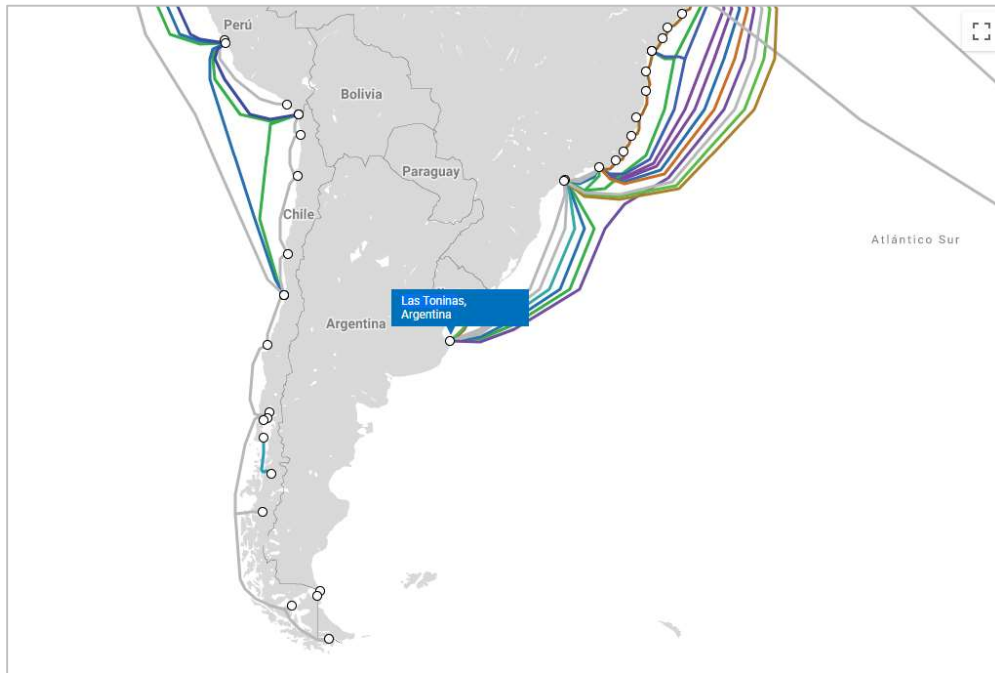 Perú
Bolivia
Paraguay
Chile
Atlántico Sur
Las Toninas,
Argentina
Argentina